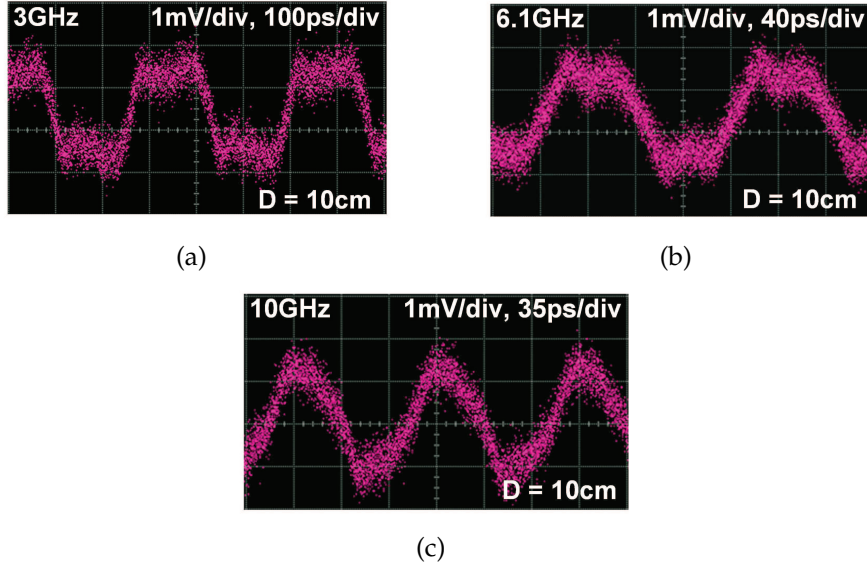 3GHz 1mV/div, 100ps/div
D = 10cm
(a)
6.1GHz 1mV/div, 40ps/div
D = 10cm
(b)
10GHz 1mV/div, 35ps/div
D = 10cm
(c)